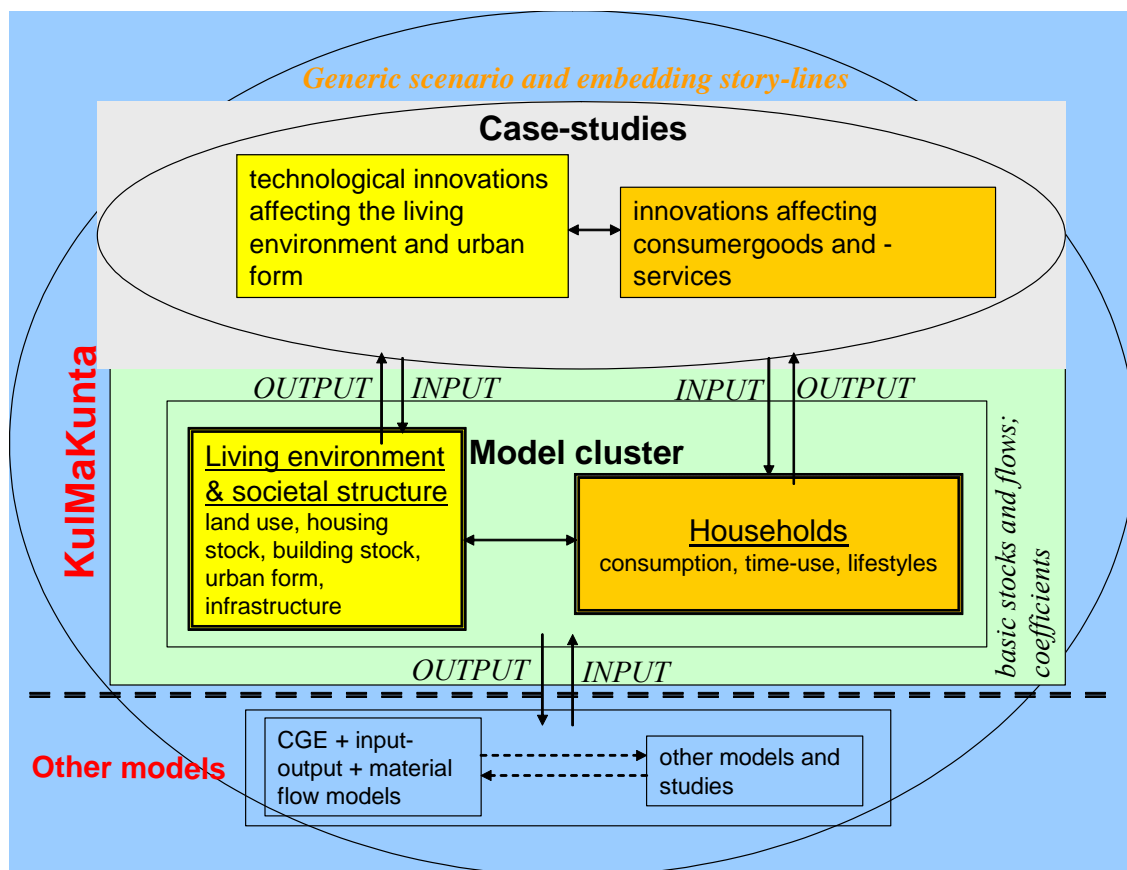 Generic scenario and embedding story-lines
Case-studies
technological innovations
affecting the living
environment and urban
form
innovations affecting
consumergoods and -
services
KulMaKunta
OUTPUT
INPUT
INPUT
OUTPUT
Model cluster
Living environment
& societal structure
land use, housing
stock, building stock,
urban form,
infrastructure
Households
consumption, time-use, lifestyles
basic stocks and flows;
coefficients
OUTPUT
INPUT
Other models
CGE + input-
output + material
flow models
other models and
studies